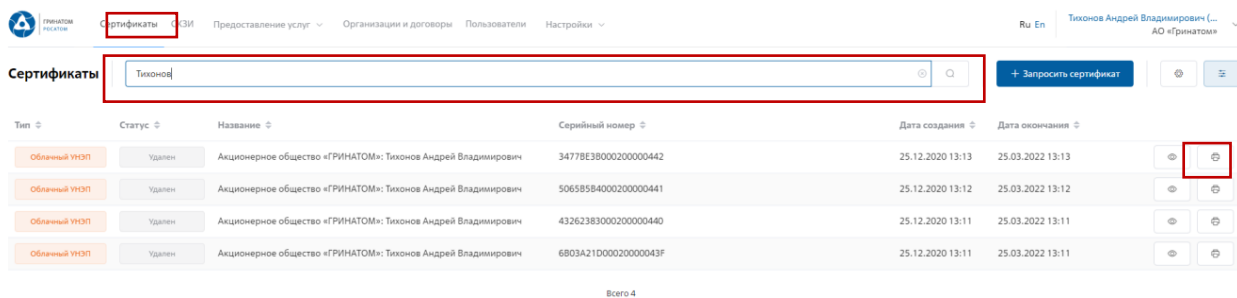 ГРИНАТОМ
РОСАТОМ
Сертификаты СКЗИ Предоставление услуг Организации и договоры Пользователи Настройки
Ru En
Тихонов Андрей Владимирович (...
АО «Гринатом»
Сертификаты
Тихонов
+ Запросить сертификат
Тип Статус Название Серийный номер Дата создания Дата окончания
Облачный УНЭП Удален Акционерное общество «ГРИНАТОМ»: Тихонов Андрей Владимирович 3477BE3B000200000442 25.12.2020 13:13 25.03.2022 13:13
Облачный УНЭП Удален Акционерное общество «ГРИНАТОМ»: Тихонов Андрей Владимирович 5065B5B4000200000441 25.12.2020 13:12 25.03.2022 13:12
Облачный УНЭП Удален Акционерное общество «ГРИНАТОМ»: Тихонов Андрей Владимирович 43262383000200000440 25.12.2020 13:11 25.03.2022 13:11
Облачный УНЭП Удален Акционерное общество «ГРИНАТОМ»: Тихонов Андрей Владимирович 6B03A21D00020000043F 25.12.2020 13:11 25.03.2022 13:11
Всего 4